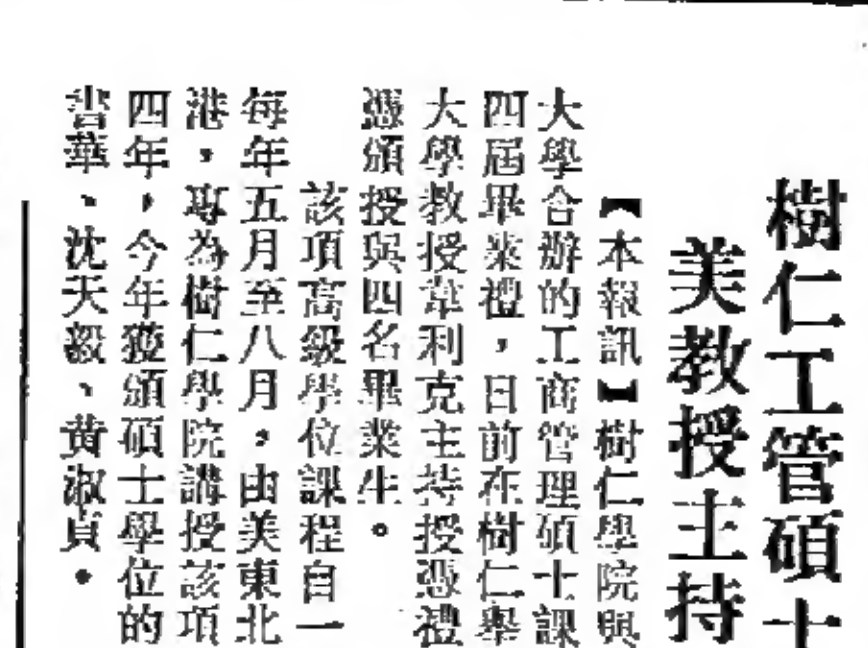 樹仁工管碩士
美教授主持
【本報訊】樹仁學院與
大學合辦的工商管理碩士課
四屆畢業禮，日前在樹仁舉
大學教授韋利克主持授憑禮
憑頒授與四名畢業生。
該項高級學位課程自一
每年五月至八月，由美東北
港，專為樹仁學院講授該項
四年，今年獲頒碩士學位的
華、沈天毅、黃淑貞。